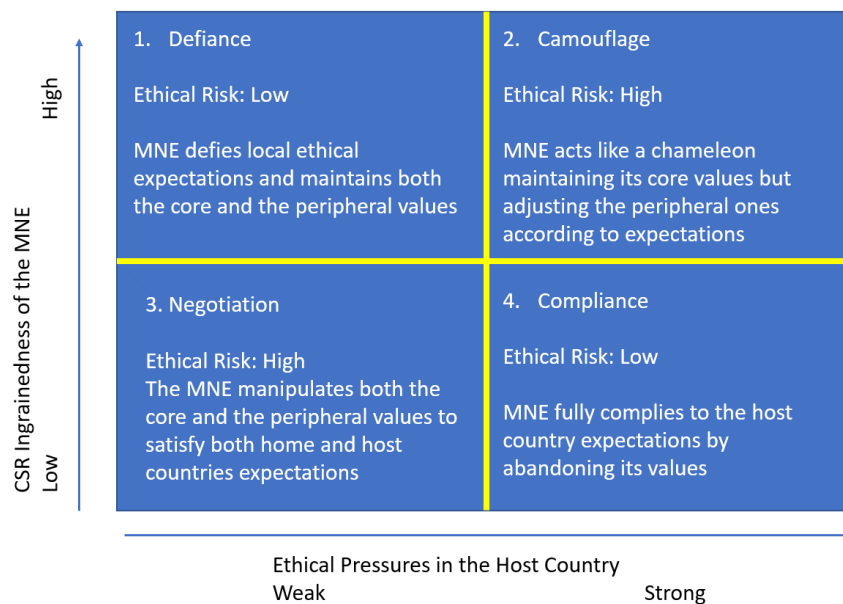 1. Defiance
Ethical Risk: Low
MNE defies local ethical
expectations and maintains both
the core and the peripheral values
2. Camouflage
Ethical Risk: High
MNE acts like a chameleon
maintaining its core values but
adjusting the peripheral ones
according to expectations
3. Negotiation
Ethical Risk: High
The MNE manipulates both the
core and the peripheral values to
satisfy both home and host
countries expectations
4. Compliance
Ethical Risk: Low
MNE fully complies to the host
country expectations by
abandoning its values
CSR Ingrainedness of the MNE
Low High
Ethical Pressures in the Host Country
Weak Strong